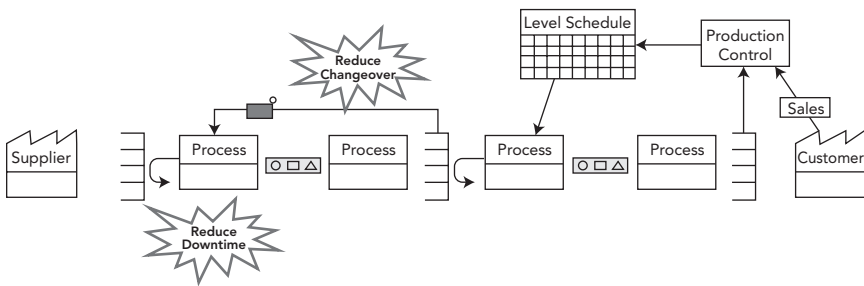 Level Schedule
Production
Control
Reduce
Changeover
Sales
Supplier
Process
Process
Process
Process
Customer
Reduce
Downtime